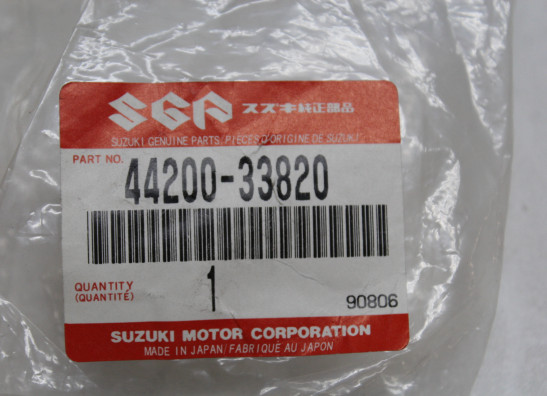 SGP スズキ純正部品
SUZUKI GENUINE PARTS/PIECES D'ORIGINE DE SUZUKI
PART NO. 44200-33820
QUANTITY 1
(QUANTITÉ) 90806
SUZUKI MOTOR CORPORATION
MADE IN JAPAN/FABRIQUE AU JAPON